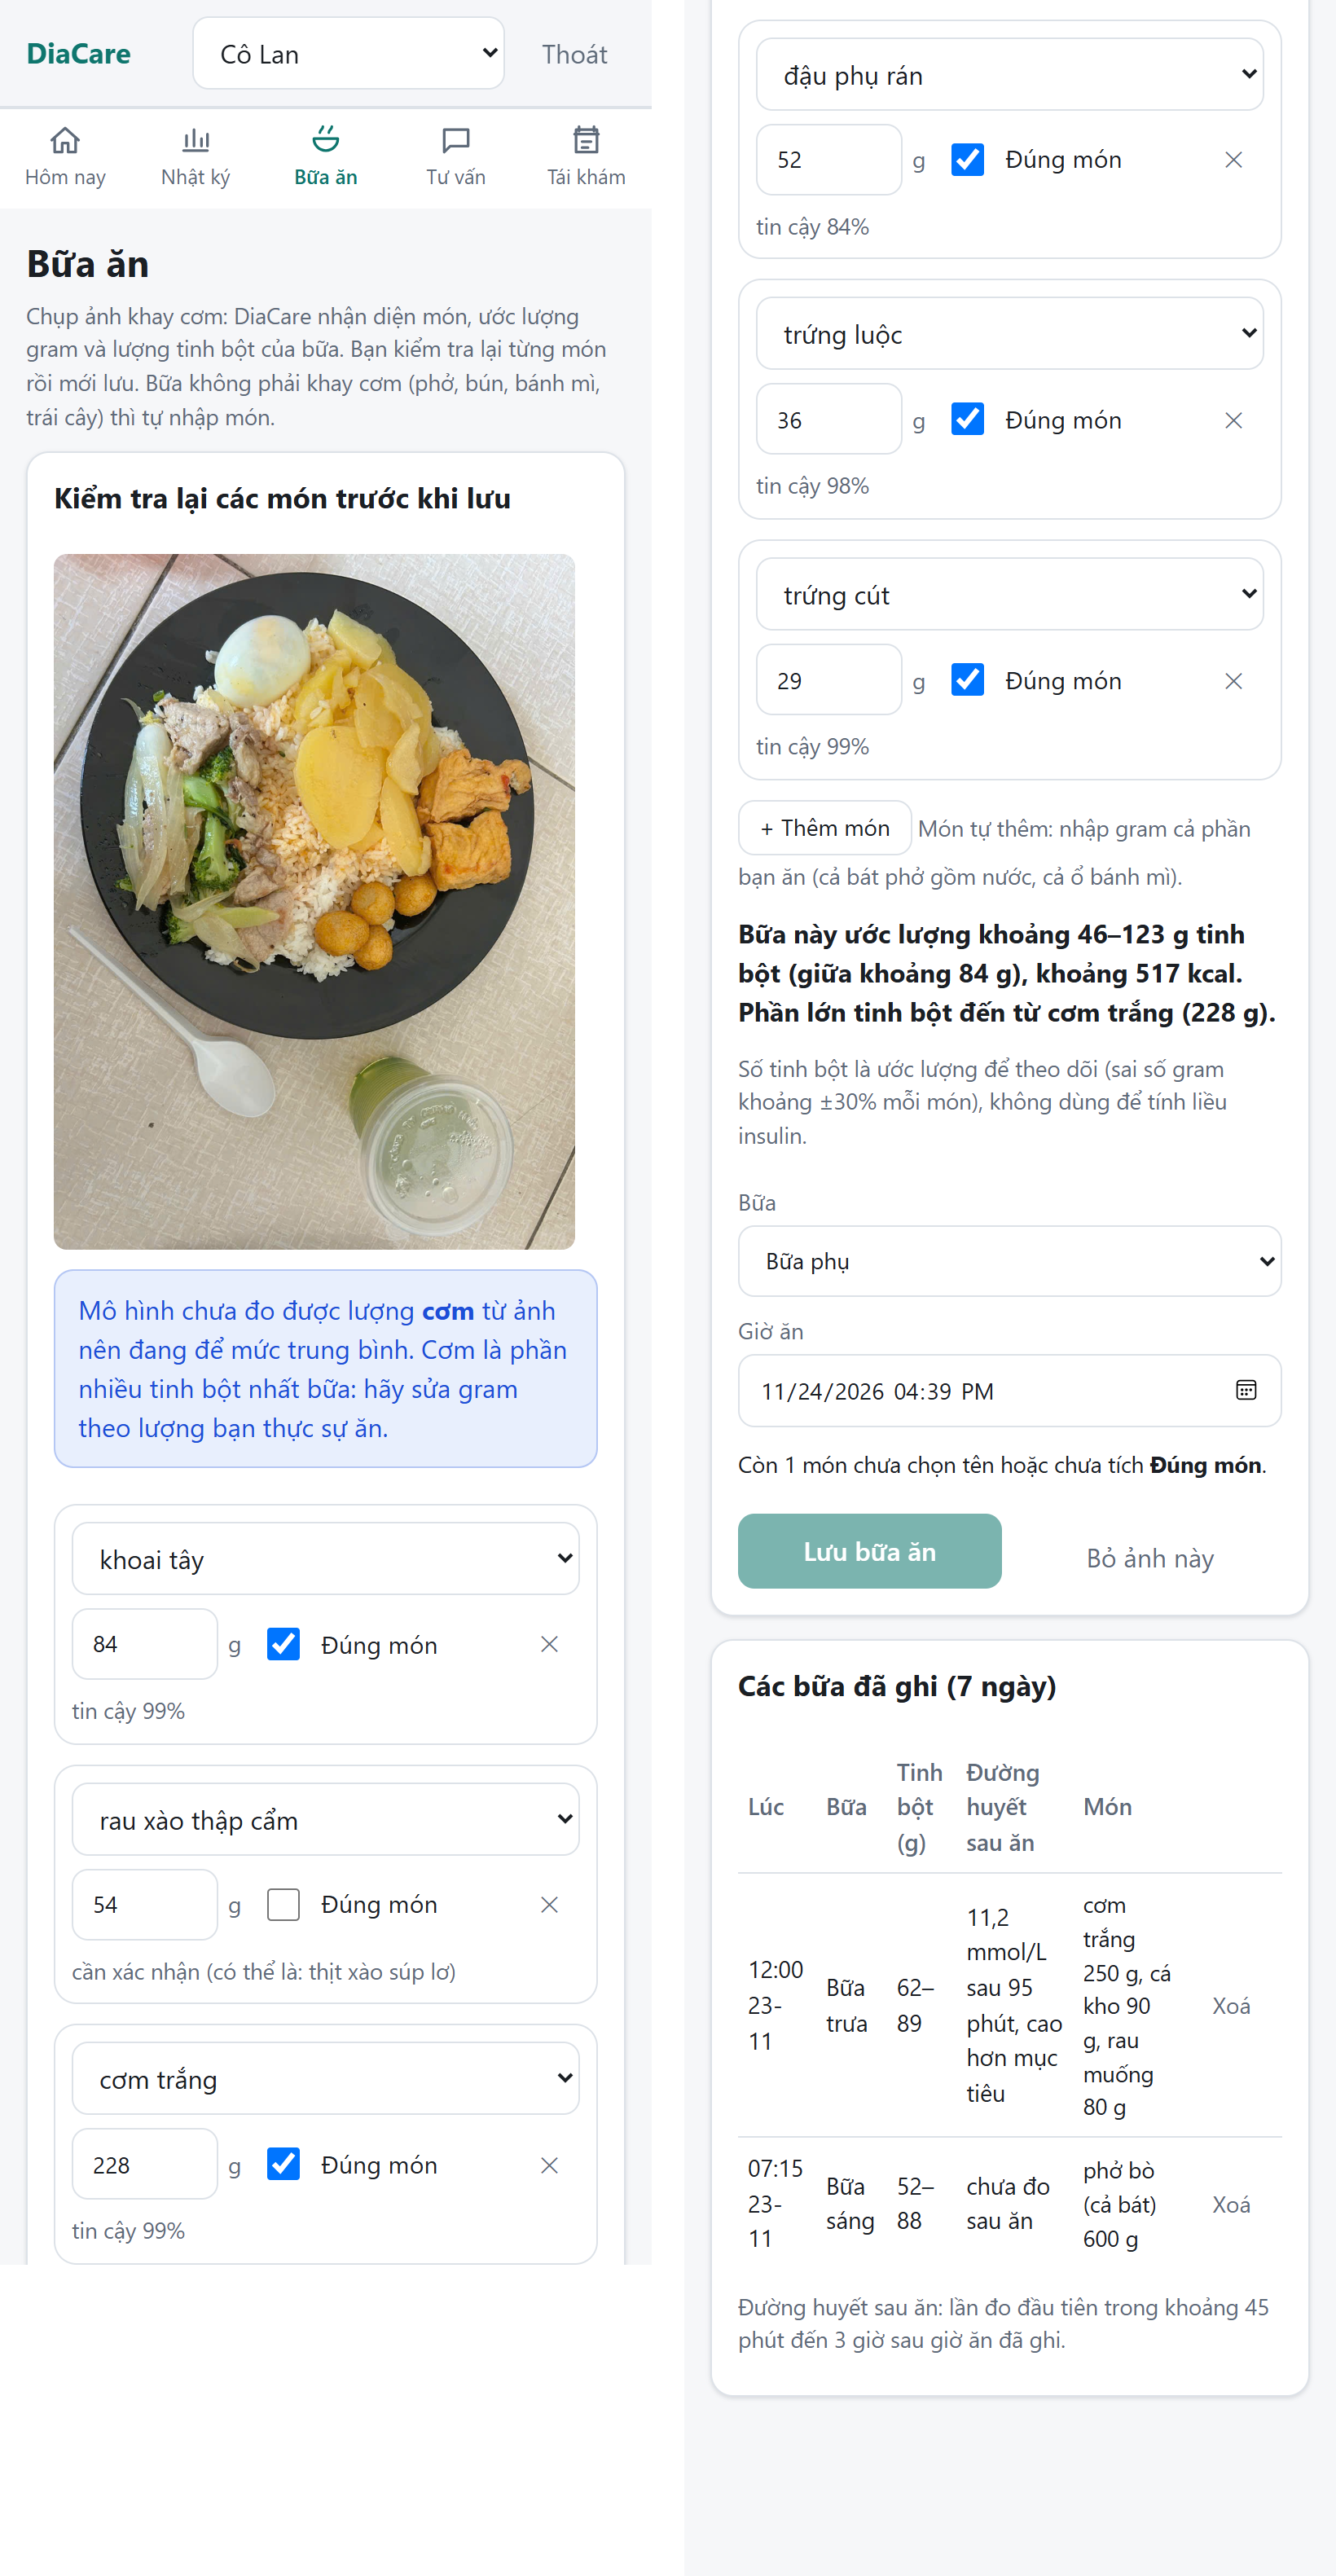 DiaCare
Cô Lan
Thoát
Hôm nay
Nhật ký
Bữa ăn
Tư vấn
Tái khám
Bữa ăn
Chụp ảnh khay cơm: DiaCare nhận diện món, ước lượng
gram và lượng tinh bột của bữa. Bạn kiểm tra lại từng món
rồi mới lưu. Bữa không phải khay cơm (phở, bún, bánh mì,
trái cây) thì tự nhập món.
Kiểm tra lại các món trước khi lưu
Mô hình chưa đo được lượng cơm từ ảnh
nên đang để mức trung bình. Cơm là phần
nhiều tinh bột nhất bữa: hãy sửa gram
theo lượng bạn thực sự ăn.
khoai tây
84 g Đúng món
tin cậy 99%
rau xào thập cẩm
54 g Đúng món
cần xác nhận (có thể là: thịt xào súp lơ)
cơm trắng
228 g Đúng món
tin cậy 99%
đậu phụ rán
52 g Đúng món
tin cậy 84%
trứng luộc
36 g Đúng món
tin cậy 98%
trứng cút
29 g Đúng món
tin cậy 99%
+ Thêm món Món tự thêm: nhập gram cả phần
bạn ăn (cả bát phở gồm nước, cả ổ bánh mì).
Bữa này ước lượng khoảng 46–123 g tinh
bột (giữa khoảng 84 g), khoảng 517 kcal.
Phần lớn tinh bột đến từ cơm trắng (228 g).
Số tinh bột là ước lượng để theo dõi (sai số gram
khoảng ±30% mỗi món), không dùng để tính liều
insulin.
Bữa
Bữa phụ
Giờ ăn
11/24/2026 04:39 PM
Còn 1 món chưa chọn tên hoặc chưa tích Đúng món.
Lưu bữa ăn
Bỏ ảnh này
Các bữa đã ghi (7 ngày)
Lúc
Bữa
Tinh
bột
(g)
Đường
huyết
sau ăn
Món
12:00
23-
11
Bữa
trưa
62–
89
11,2
mmol/L
sau 95
phút, cao
hơn mục
tiêu
cơm
trắng
250 g, cá
kho 90
g, rau
muống
80 g
Xoá
07:15
23-
11
Bữa
sáng
52–
88
chưa đo
sau ăn
phở bò
(cả bát)
600 g
Xoá
Đường huyết sau ăn: lần đo đầu tiên trong khoảng 45
phút đến 3 giờ sau giờ ăn đã ghi.